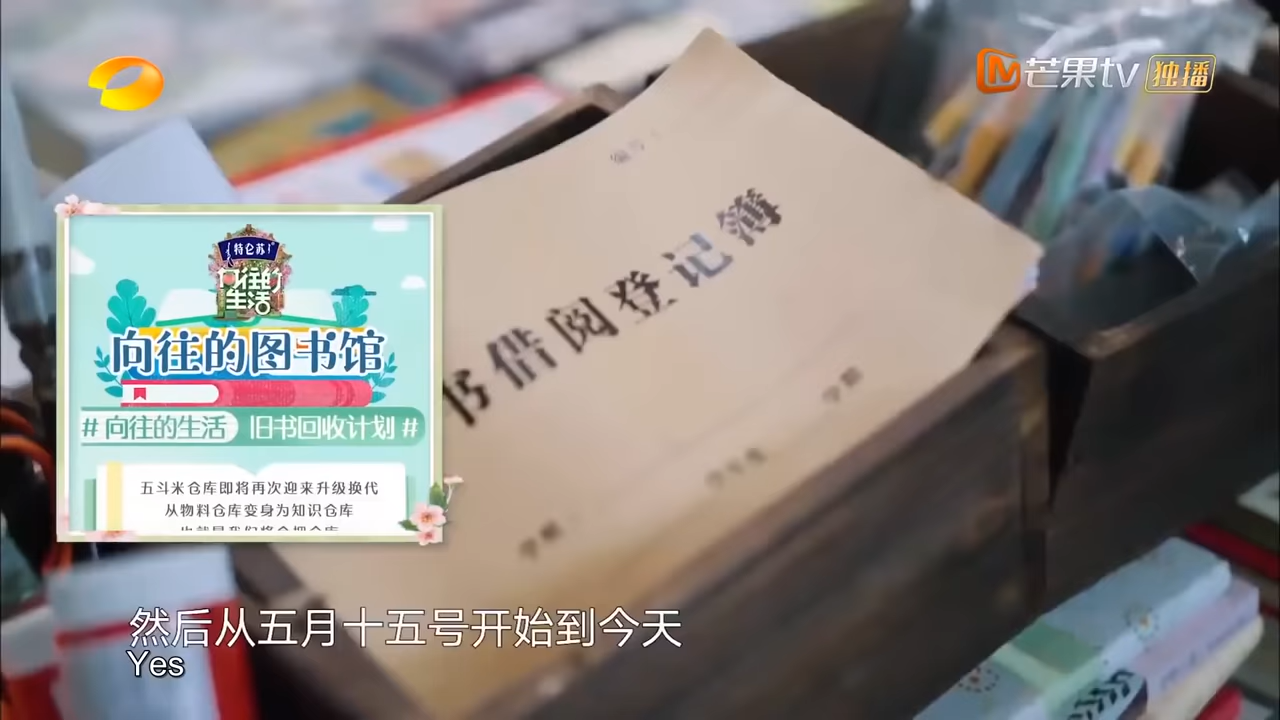 芒果tv 独播
书借阅登记簿
特仑苏
向往的
生活
向往的图书馆
#向往的生活 旧书回收计划#
五斗米仓库即将再次迎来升级换代
从物料仓库变身为知识仓库
然后从五月十五号开始到今天
Yes